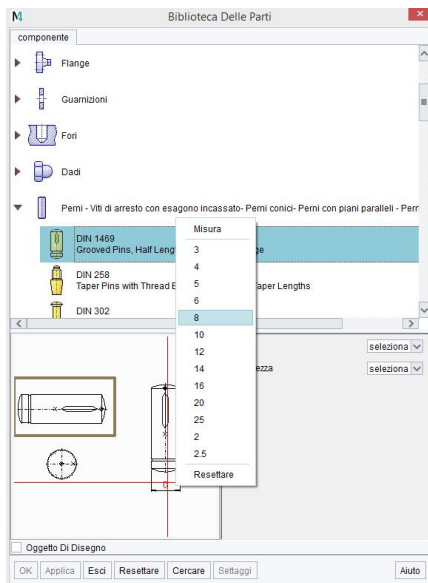 Biblioteca Delle Parti
componente
Flange
Guarnizioni
Fori
Dadi
Perni - Viti di arresto con esagono incassato- Perni conici- Perni con piani paralleli - Pern
DIN 1469
Grooved Pins, Half Leng
DIN 258
Taper Pins with Thread aper Lengths
DIN 302
Misura
3
4
5
6
8
10
12
14
16
20
25
2
2.5
Resettare
seleziona
ezza seleziona
D
Oggetto Di Disegno
OK Applica Esci Resettare Cercare Settaggi Aiuto